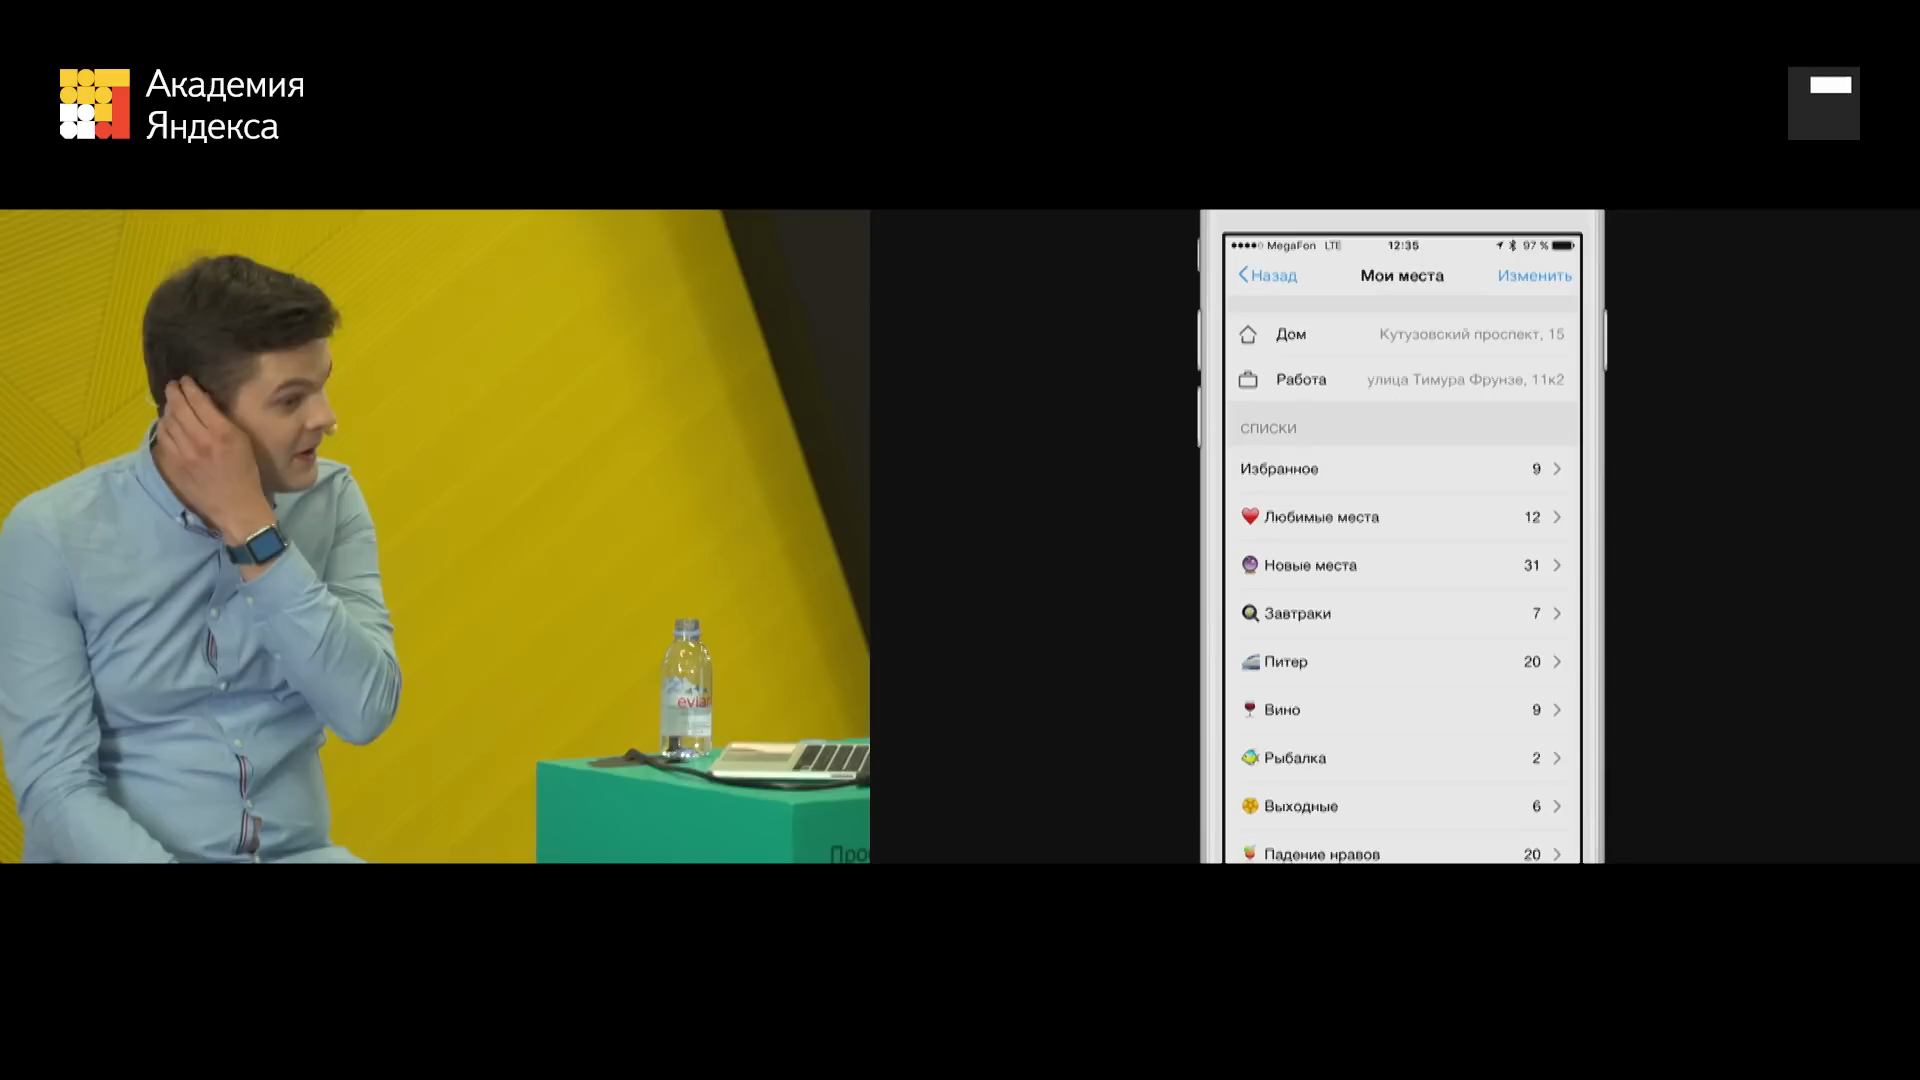 Академия
Яндекса
MegaFon LTE 12:35 97 %
Назад Мои места Изменить
Дом Кутузовский проспект, 15
Работа улица Тимура Фрунзе, 11к2
СПИСКИ
Избранное 9
Любимые места 12
Новые места 31
Завтраки 7
Питер 20
Вино 9
Рыбалка 2
Выходные 6
Падение нравов 20
evian